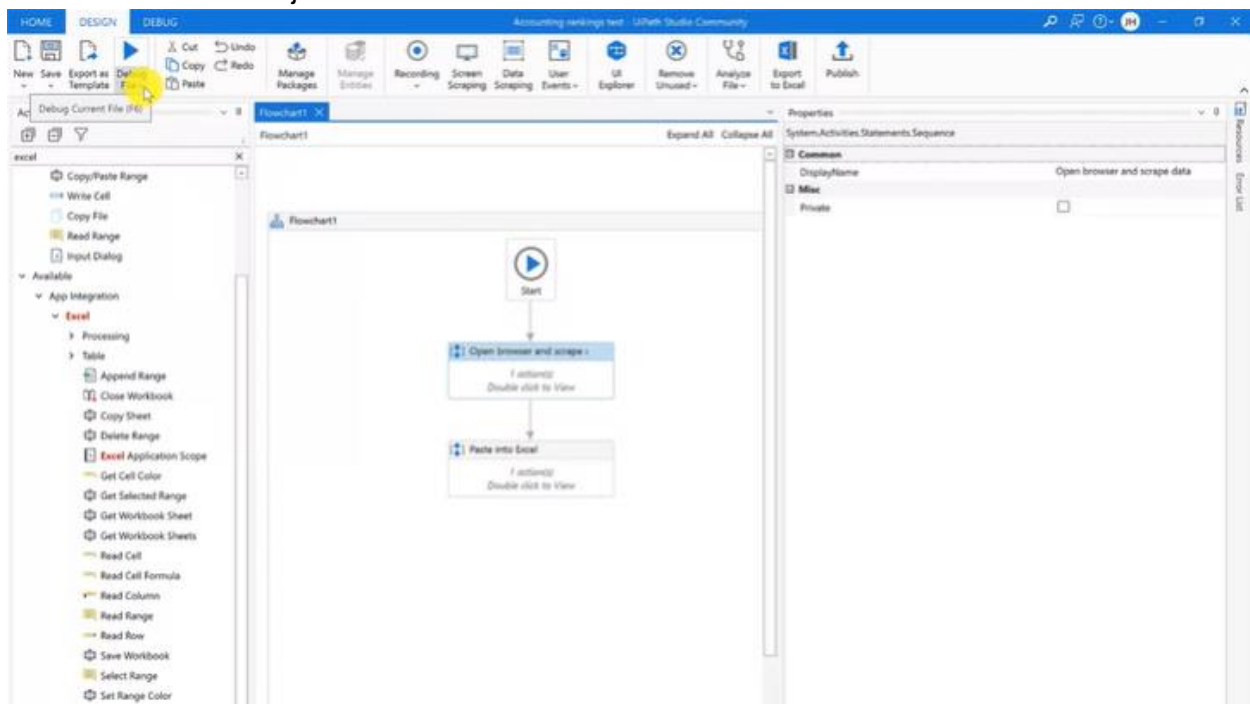 HOME DESIGN DEBUG Accounting rankings test - UiPath Studio Community JH
New Save Export as Template Debug File Cut Copy Paste Undo Redo Manage Packages Manage Entities Recording Screen Scraping Data Scraping User Events UI Explorer Remove Unused Analyze File Export to Excel Publish
Debug Current File (F6)
Flowchart1
Flowchart1 Expand All Collapse All
excel
Copy/Paste Range
Write Cell
Copy File
Read Range
Input Dialog
Available
App Integration
Excel
Processing
Table
Append Range
Close Workbook
Copy Sheet
Delete Range
Excel Application Scope
Get Cell Color
Get Selected Range
Get Workbook Sheet
Get Workbook Sheets
Read Cell
Read Cell Formula
Read Column
Read Range
Read Row
Save Workbook
Select Range
Set Range Color
Flowchart1
Start
Open browser and scrape
1 action(s)
Double click to View
Paste into Excel
1 action(s)
Double click to View
Properties
System.Activities.Statements.Sequence
Common
DisplayName Open browser and scrape data
Misc
Private
Resources
Error List